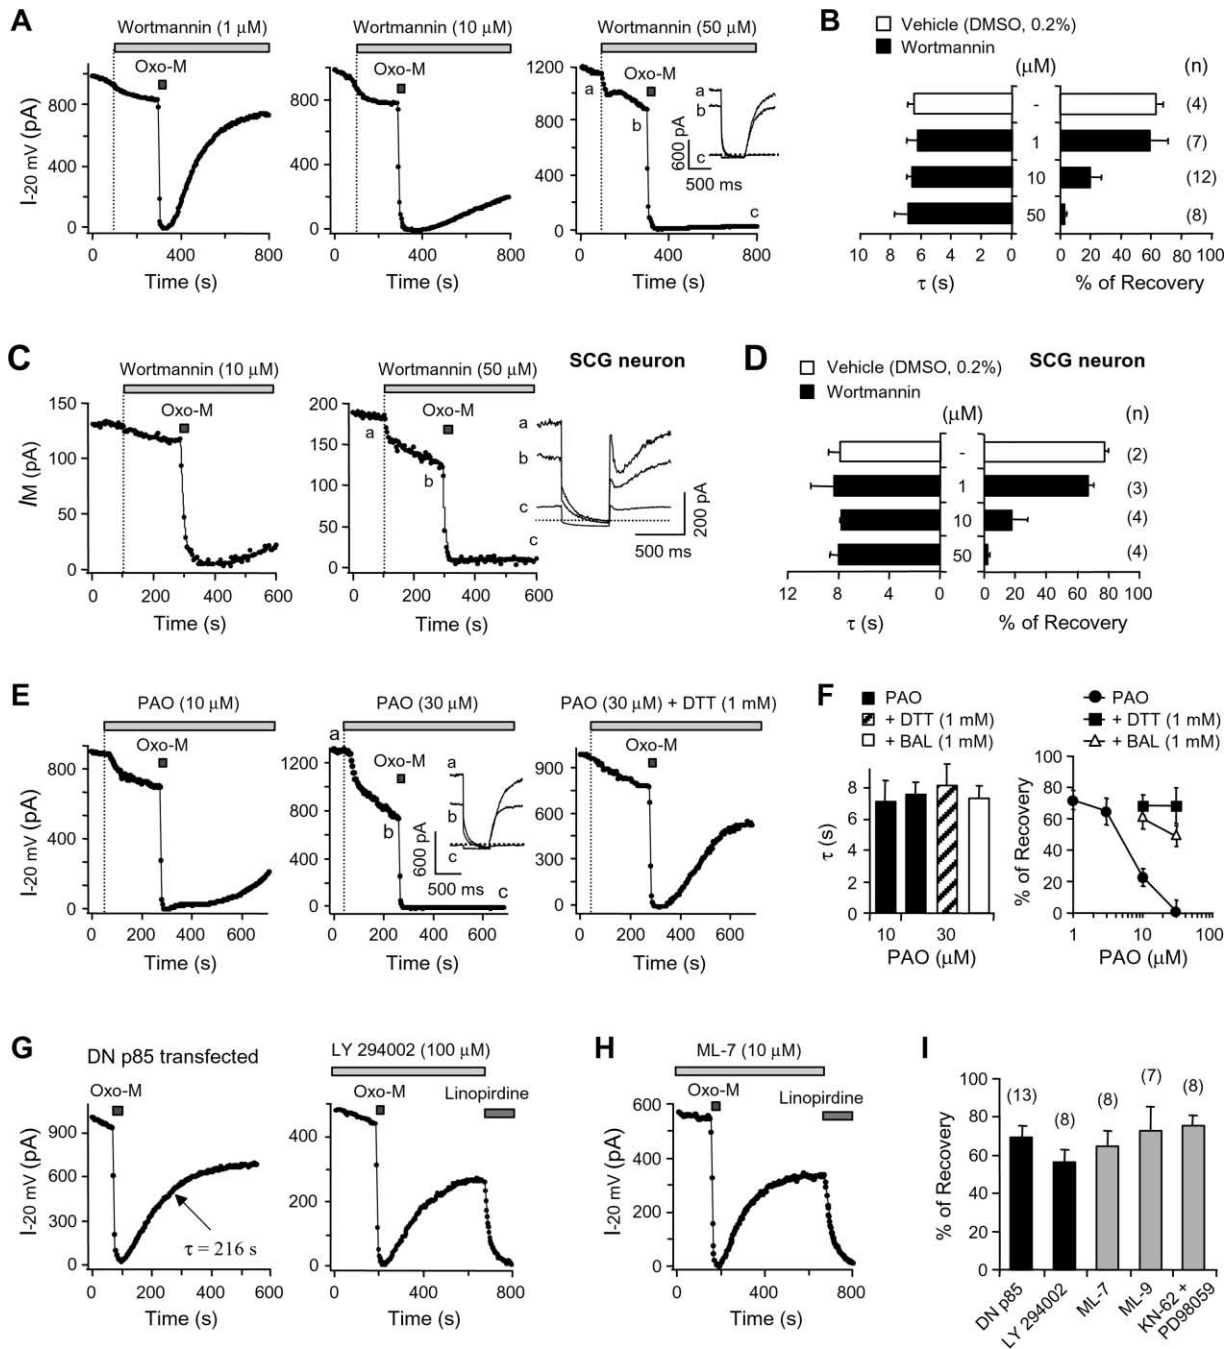 A
Wortmannin (1 μM)
Oxo-M
I-20 mV (pA)
800
400
0
0 400 800
Time (s)
Wortmannin (10 μM)
Oxo-M
800
400
0
0 400 800
Time (s)
Wortmannin (50 μM)
Oxo-M
1200
800
400
0
a
b
c
a
b
c
600 pA
500 ms
0 400 800
Time (s)
B
Vehicle (DMSO, 0.2%)
Wortmannin
(μM)
(n)
- (4)
1 (7)
10 (12)
50 (8)
10 8 6 4 2 0
τ (s)
0 20 40 60 80 100
% of Recovery
C
SCG neuron
Wortmannin (10 μM)
Oxo-M
IM (pA)
150
100
50
0
0 200 400 600
Time (s)
Wortmannin (50 μM)
Oxo-M
200
150
100
50
0
a
b
c
a
b
c
200 pA
500 ms
0 200 400 600
Time (s)
D
SCG neuron
Vehicle (DMSO, 0.2%)
Wortmannin
(μM)
(n)
- (2)
1 (3)
10 (4)
50 (4)
12 8 4 0
τ (s)
0 20 40 60 80 100
% of Recovery
E
PAO (10 μM)
Oxo-M
I-20 mV (pA)
800
400
0
0 200 400 600
Time (s)
PAO (30 μM)
Oxo-M
1200
900
600
300
0
a
b
c
a
b
c
600 pA
500 ms
0 200 400 600
Time (s)
PAO (30 μM) + DTT (1 mM)
Oxo-M
900
600
300
0
0 200 400 600
Time (s)
F
PAO
+ DTT (1 mM)
+ BAL (1 mM)
τ (s)
8
6
4
2
0
10 30
PAO (μM)
PAO
+ DTT (1 mM)
+ BAL (1 mM)
% of Recovery
100
80
60
40
20
0
1 10 100
PAO (μM)
G
DN p85 transfected
Oxo-M
I-20 mV (pA)
900
600
300
0
τ = 216 s
0 200 400 600
Time (s)
LY 294002 (100 μM)
Oxo-M
Linopirdine
400
200
0
0 400 800
Time (s)
H
ML-7 (10 μM)
Oxo-M
Linopirdine
I-20 mV (pA)
600
400
200
0
0 400 800
Time (s)
I
% of Recovery
100
80
60
40
20
0
(13)
(8)
(8)
(7)
(8)
DN p85
LY 294002
ML-7
ML-9
KN-62 +
PD98059